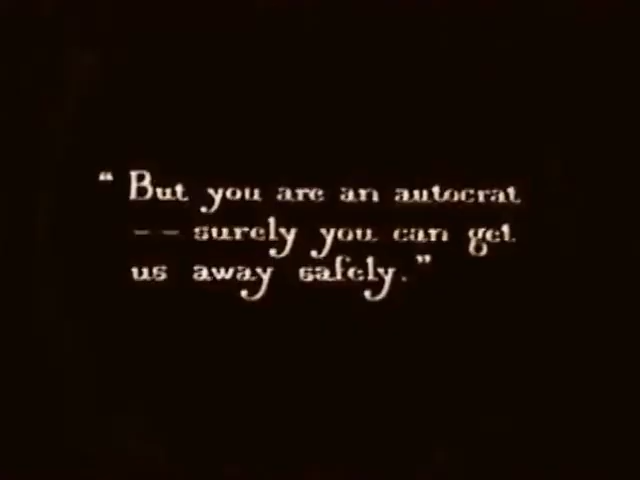 “But you are an autocrat
-- surely you can get
us away safely.”